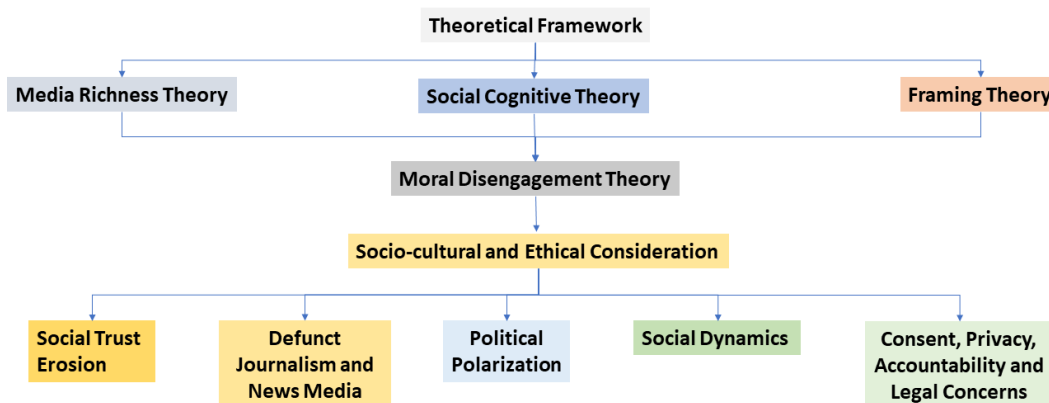 Theoretical Framework
Media Richness Theory
Social Cognitive Theory
Framing Theory
Moral Disengagement Theory
Socio-cultural and Ethical Consideration
Social Trust
Erosion
Defunct
Journalism and
News Media
Political
Polarization
Social Dynamics
Consent, Privacy,
Accountability and
Legal Concerns